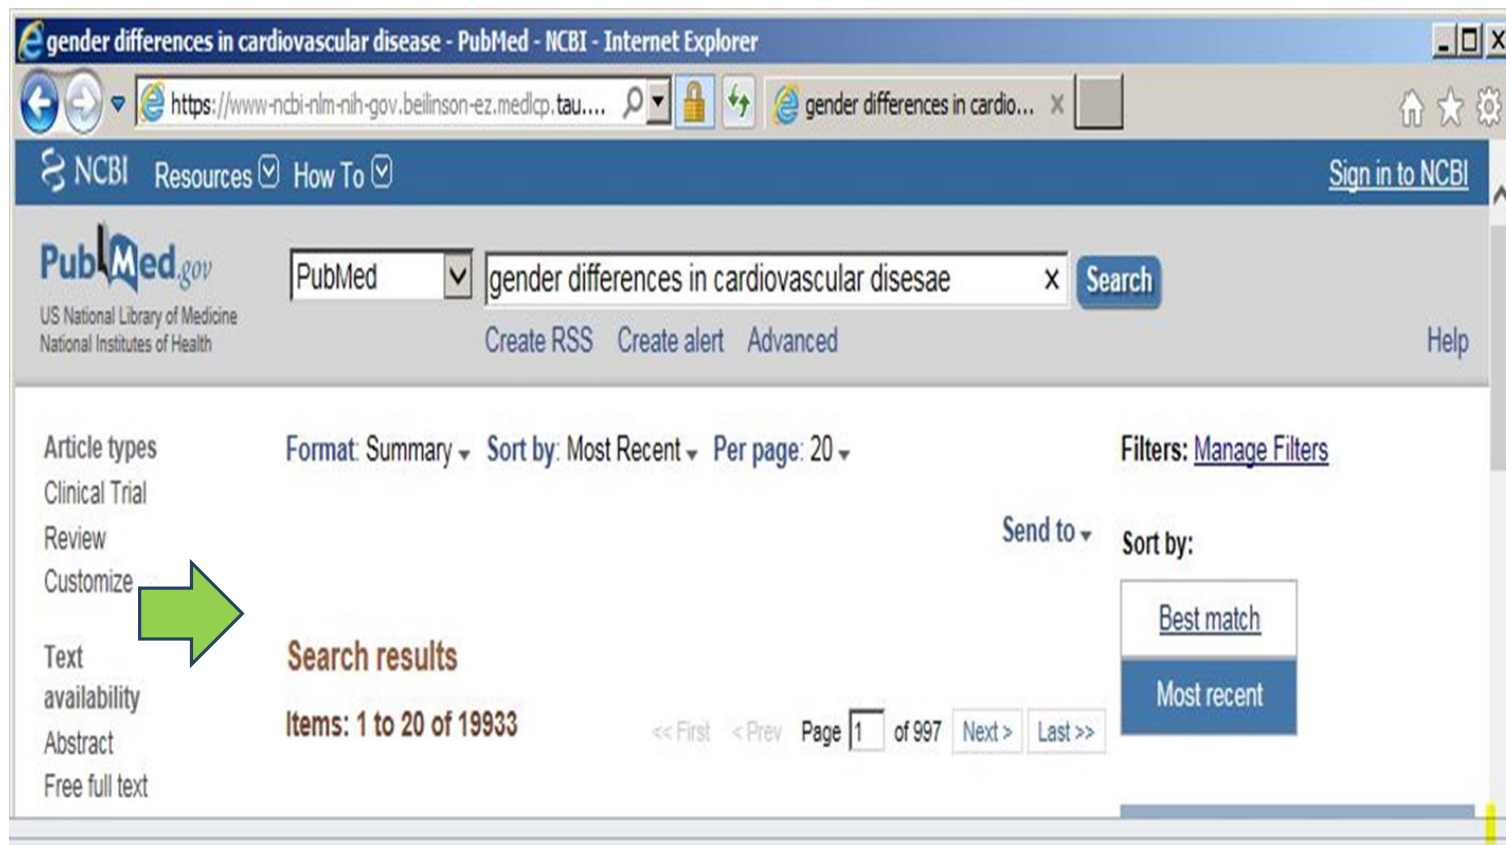 gender differences in cardiovascular disease - PubMed - NCBI - Internet Explorer
https://www-ncbi-nlm-nih-gov.beilinson-ez.medlcp.tau....
gender differences in cardio...
NCBI Resources How To
Sign in to NCBI
PubMed.gov
US National Library of Medicine
National Institutes of Health
PubMed
gender differences in cardiovascular disesae
Search
Create RSS Create alert Advanced
Help
Article types
Clinical Trial
Review
Customize
Text
availability
Abstract
Free full text
Format: Summary Sort by: Most Recent Per page: 20
Send to
Search results
Items: 1 to 20 of 19933
<< First < Prev Page 1 of 997 Next > Last >>
Filters: Manage Filters
Sort by:
Best match
Most recent